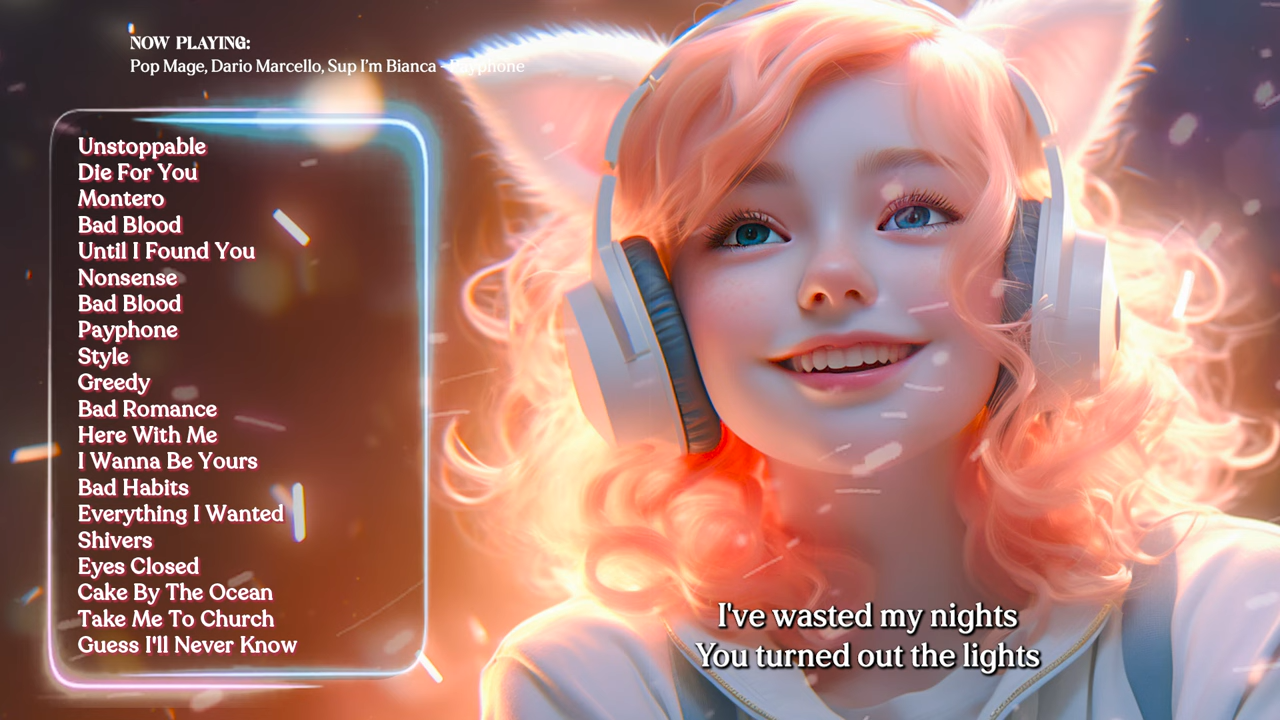 NOW PLAYING:
Pop Mage, Dario Marcello, Sup I'm Bianca - Payphone
Unstoppable
Die For You
Montero
Bad Blood
Until I Found You
Nonsense
Bad Blood
Payphone
Style
Greedy
Bad Romance
Here With Me
I Wanna Be Yours
Bad Habits
Everything I Wanted
Shivers
Eyes Closed
Cake By The Ocean
Take Me To Church
Guess I'll Never Know
I've wasted my nights
You turned out the lights